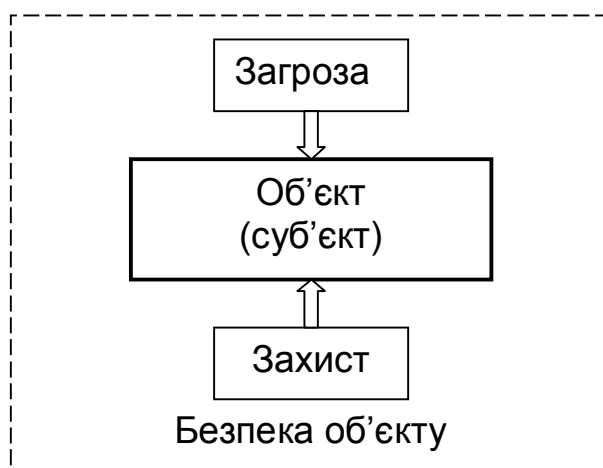 Загроза
Об’єкт
(суб’єкт)
Захист
Безпека об’єкту